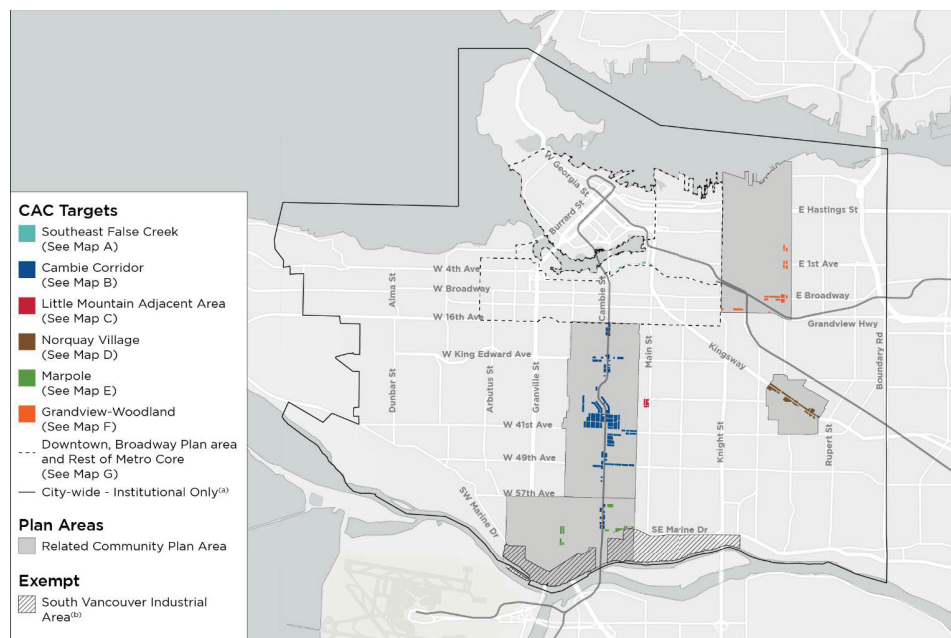 CAC Targets
Southeast False Creek
(See Map A)
Cambie Corridor
(See Map B)
Little Mountain Adjacent Area
(See Map C)
Norquay Village
(See Map D)
Marpole
(See Map E)
Grandview-Woodland
(See Map F)
Downtown, Broadway Plan area
and Rest of Metro Core
(See Map G)
City-wide - Institutional Only(a)
Plan Areas
Related Community Plan Area
Exempt
South Vancouver Industrial
Area(b)
W Georgia St
Burrard St
E Hastings St
W 4th Ave
E 1st Ave
Alma St
W Broadway
Cambie St
E Broadway
W 16th Ave
Grandview Hwy
W King Edward Ave
Main St
Kingsway
Boundary Rd
Dunbar St
Arbutus St
Granville St
W 41st Ave
Knight St
Rupert St
W 49th Ave
W 57th Ave
SW Marine Dr
SE Marine Dr